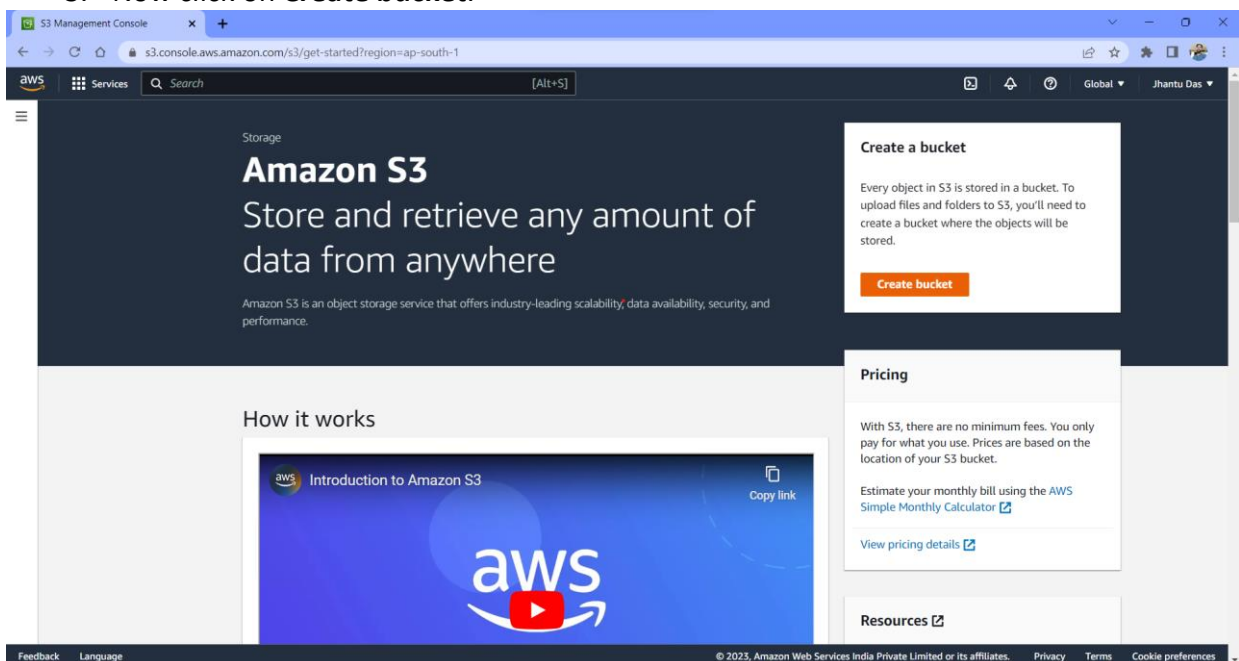 Now click on Create bucket.
S3 Management Console
s3.console.aws.amazon.com/s3/get-started?region=ap-south-1
aws
Services
Search
[Alt+S]
Global
Jhantu Das
Storage
Amazon S3
Store and retrieve any amount of
data from anywhere
Amazon S3 is an object storage service that offers industry-leading scalability, data availability, security, and
performance.
Create a bucket
Every object in S3 is stored in a bucket. To
upload files and folders to S3, you'll need to
create a bucket where the objects will be
stored.
Create bucket
How it works
aws
Introduction to Amazon S3
Copy link
aws
Pricing
With S3, there are no minimum fees. You only
pay for what you use. Prices are based on the
location of your S3 bucket.
Estimate your monthly bill using the AWS
Simple Monthly Calculator
View pricing details
Resources
Feedback
Language
© 2023, Amazon Web Services India Private Limited or its affiliates.
Privacy
Terms
Cookie preferences